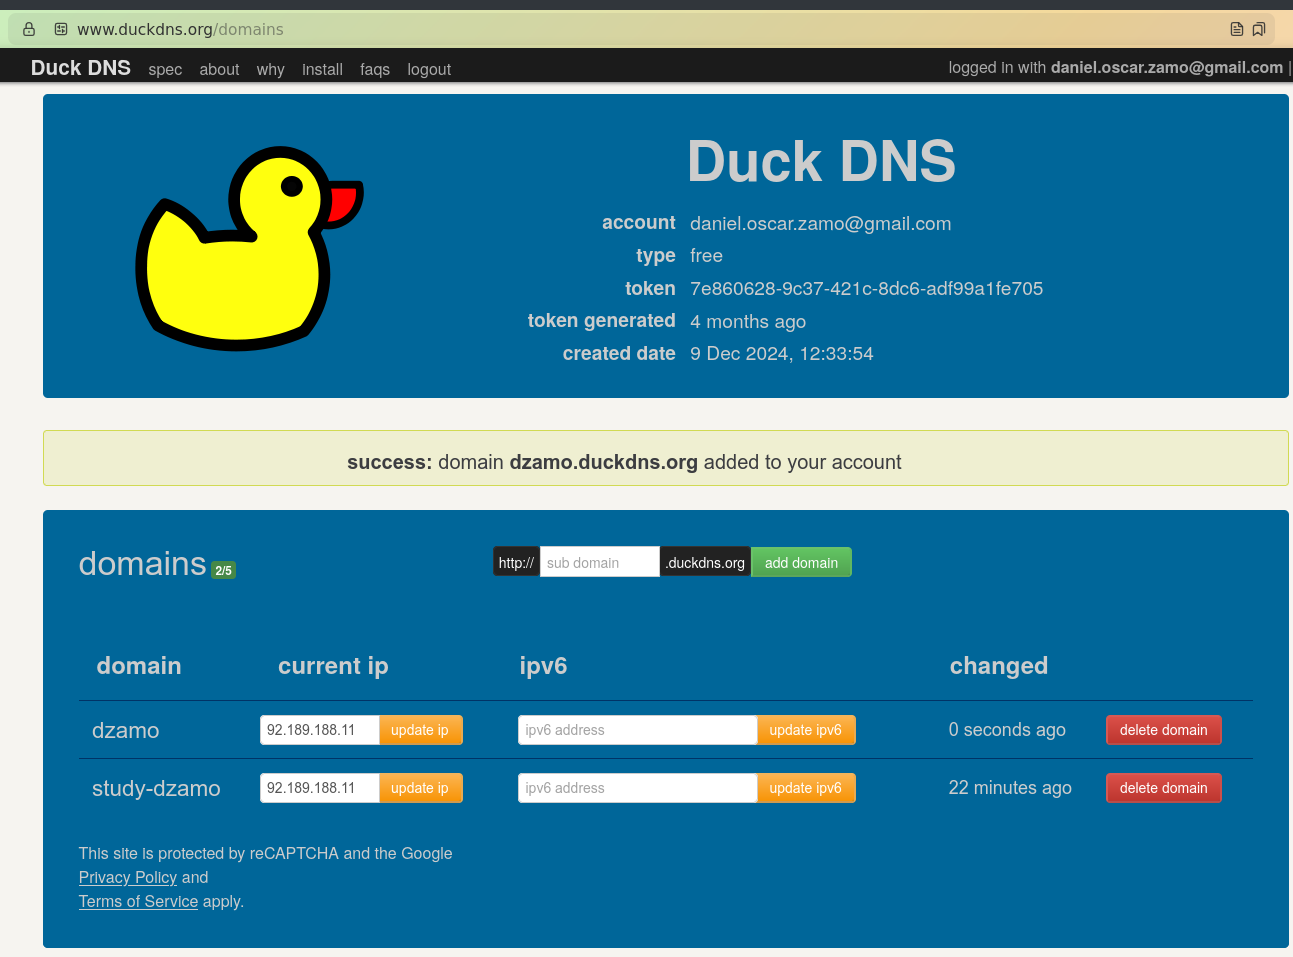 www.duckdns.org/domains
Duck DNS spec about why install faqs logout logged in with daniel.oscar.zamo@gmail.com |
Duck DNS
account daniel.oscar.zamo@gmail.com
type free
token 7e860628-9c37-421c-8dc6-adf99a1fe705
token generated 4 months ago
created date 9 Dec 2024, 12:33:54
success: domain dzamo.duckdns.org added to your account
domains 2/5 http:// sub domain .duckdns.org add domain
domain current ip ipv6 changed
dzamo 92.189.188.11 update ip ipv6 address update ipv6 0 seconds ago delete domain
study-dzamo 92.189.188.11 update ip ipv6 address update ipv6 22 minutes ago delete domain
This site is protected by reCAPTCHA and the Google
Privacy Policy and
Terms of Service apply.